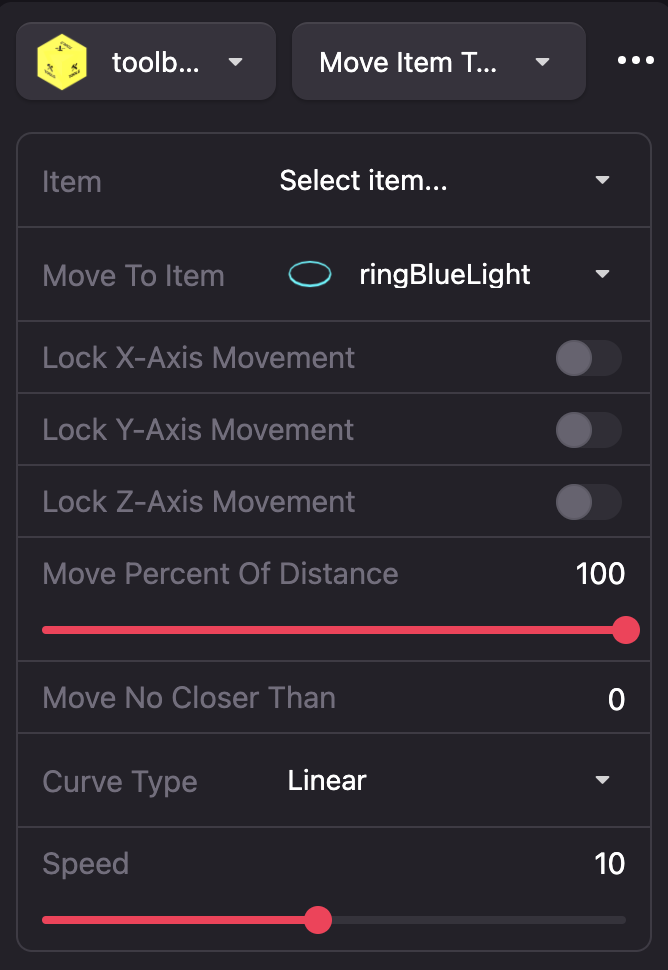 toolb...
Move Item T...
Item
Select item...
Move To Item
ringBlueLight
Lock X-Axis Movement
Lock Y-Axis Movement
Lock Z-Axis Movement
Move Percent Of Distance
100
Move No Closer Than
0
Curve Type
Linear
Speed
10